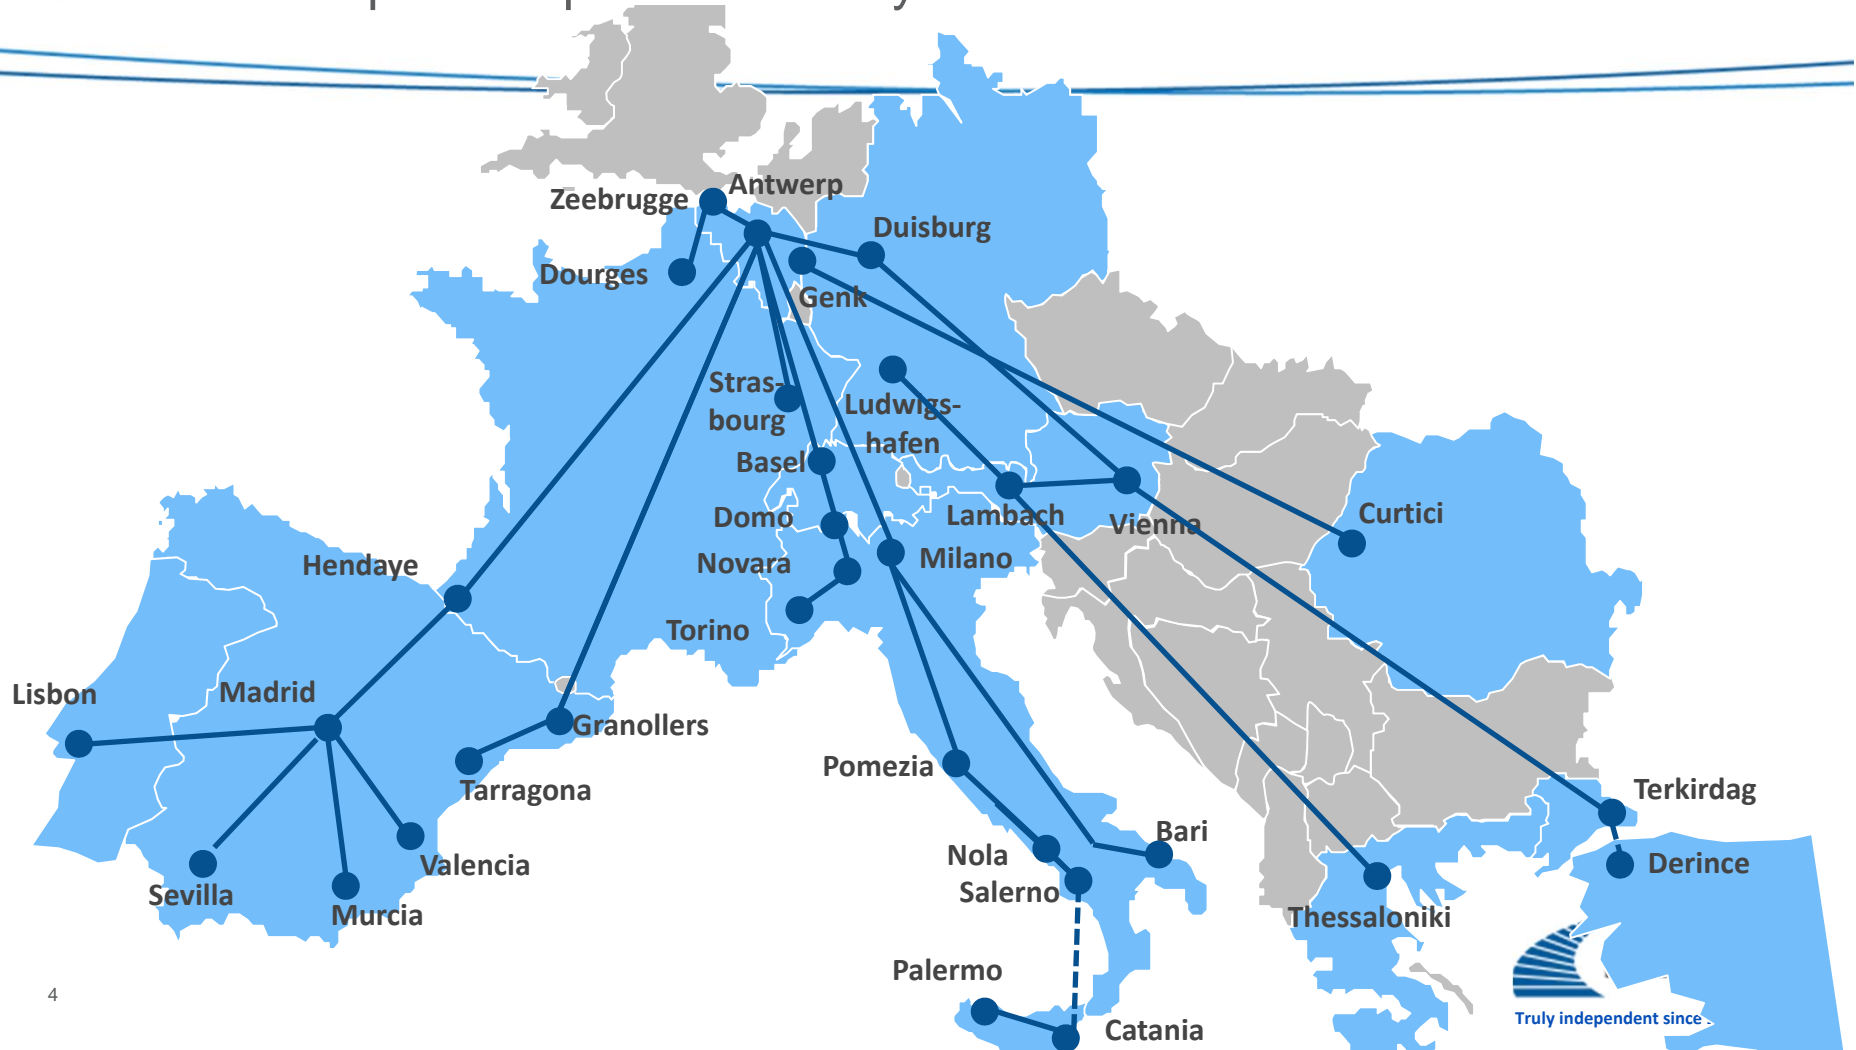 Antwerp
Zeebrugge
Duisburg
Dourges
Genk
Stras-
bourg
Ludwigs-
hafen
Basel
Domo
Lambach
Vienna
Curtici
Hendaye
Novara
Milano
Torino
Lisbon
Madrid
Granollers
Pomezia
Tarragona
Terkirdag
Bari
Nola
Valencia
Derince
Sevilla
Salerno
Murcia
Thessaloniki
Palermo
4
Truly independent since
Catania